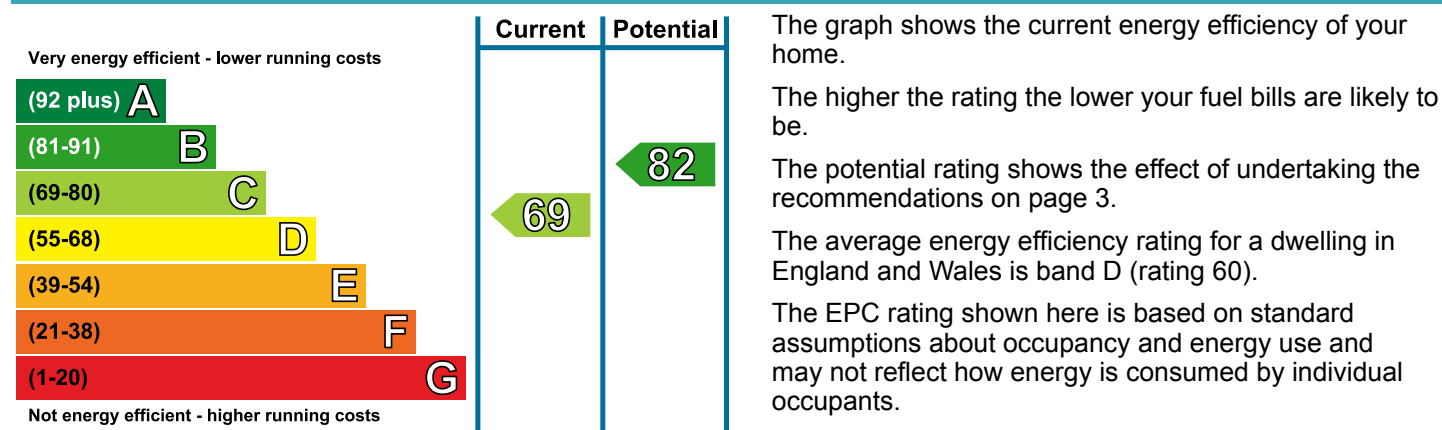 Current Potential
Very energy efficient - lower running costs
(92 plus) A
(81-91) B
82
(69-80) C
69
(55-68) D
(39-54) E
(21-38) F
(1-20) G
Not energy efficient - higher running costs
The graph shows the current energy efficiency of your
home.
The higher the rating the lower your fuel bills are likely to
be.
The potential rating shows the effect of undertaking the
recommendations on page 3.
The average energy efficiency rating for a dwelling in
England and Wales is band D (rating 60).
The EPC rating shown here is based on standard
assumptions about occupancy and energy use and
may not reflect how energy is consumed by individual
occupants.